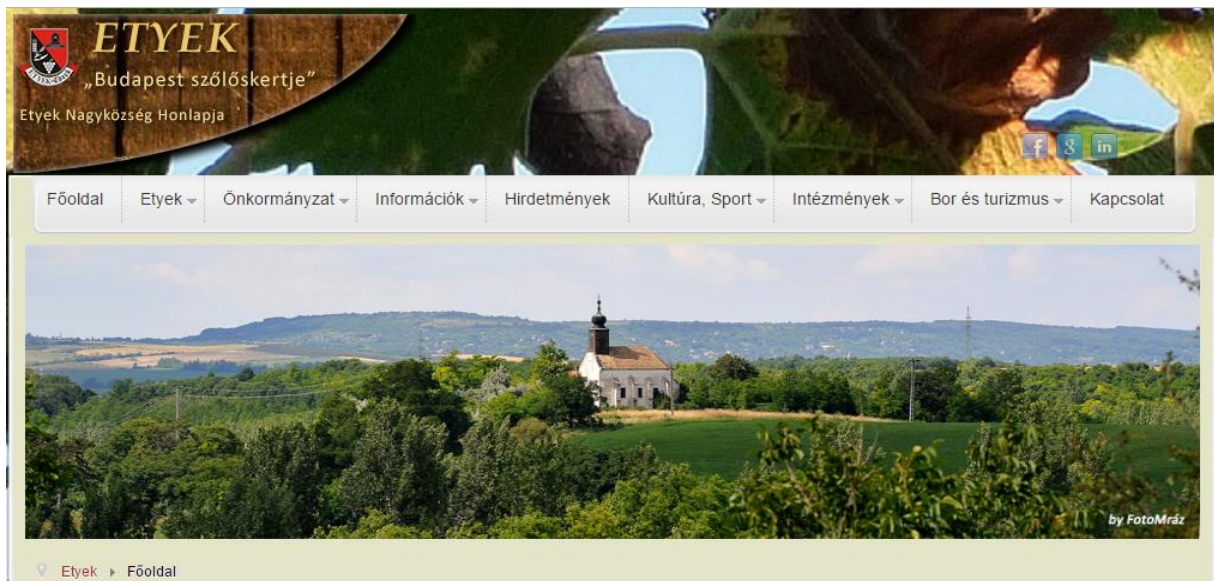 ETYEK
„Budapest szőlőskertje”
Etyek Nagyközség Honlapja
f g in
Főoldal Etyek Önkormányzat Információk Hirdetmények Kultúra, Sport Intézmények Bor és turizmus Kapcsolat
by FotoMráz
Etyek Főoldal